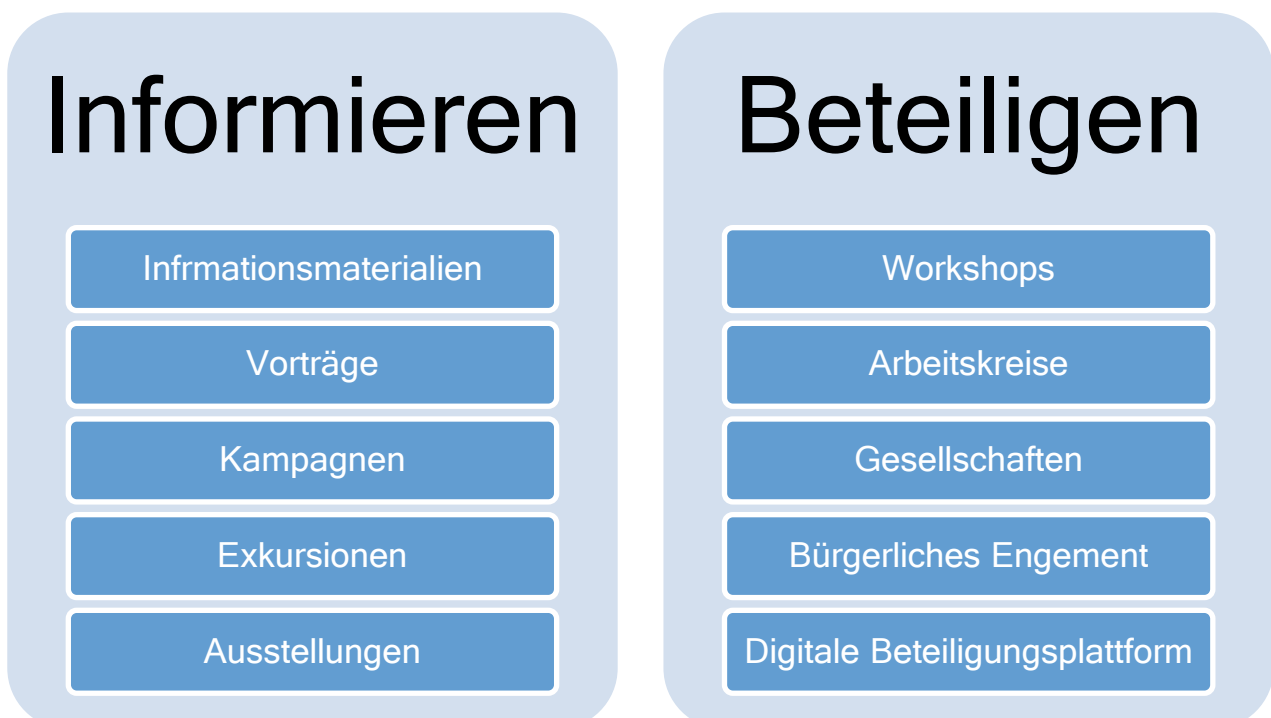 Informieren
Infrmationsmaterialien
Vorträge
Kampagnen
Exkursionen
Ausstellungen
Beteiligen
Workshops
Arbeitskreise
Gesellschaften
Bürgerliches Engement
Digitale Beteiligungsplattform